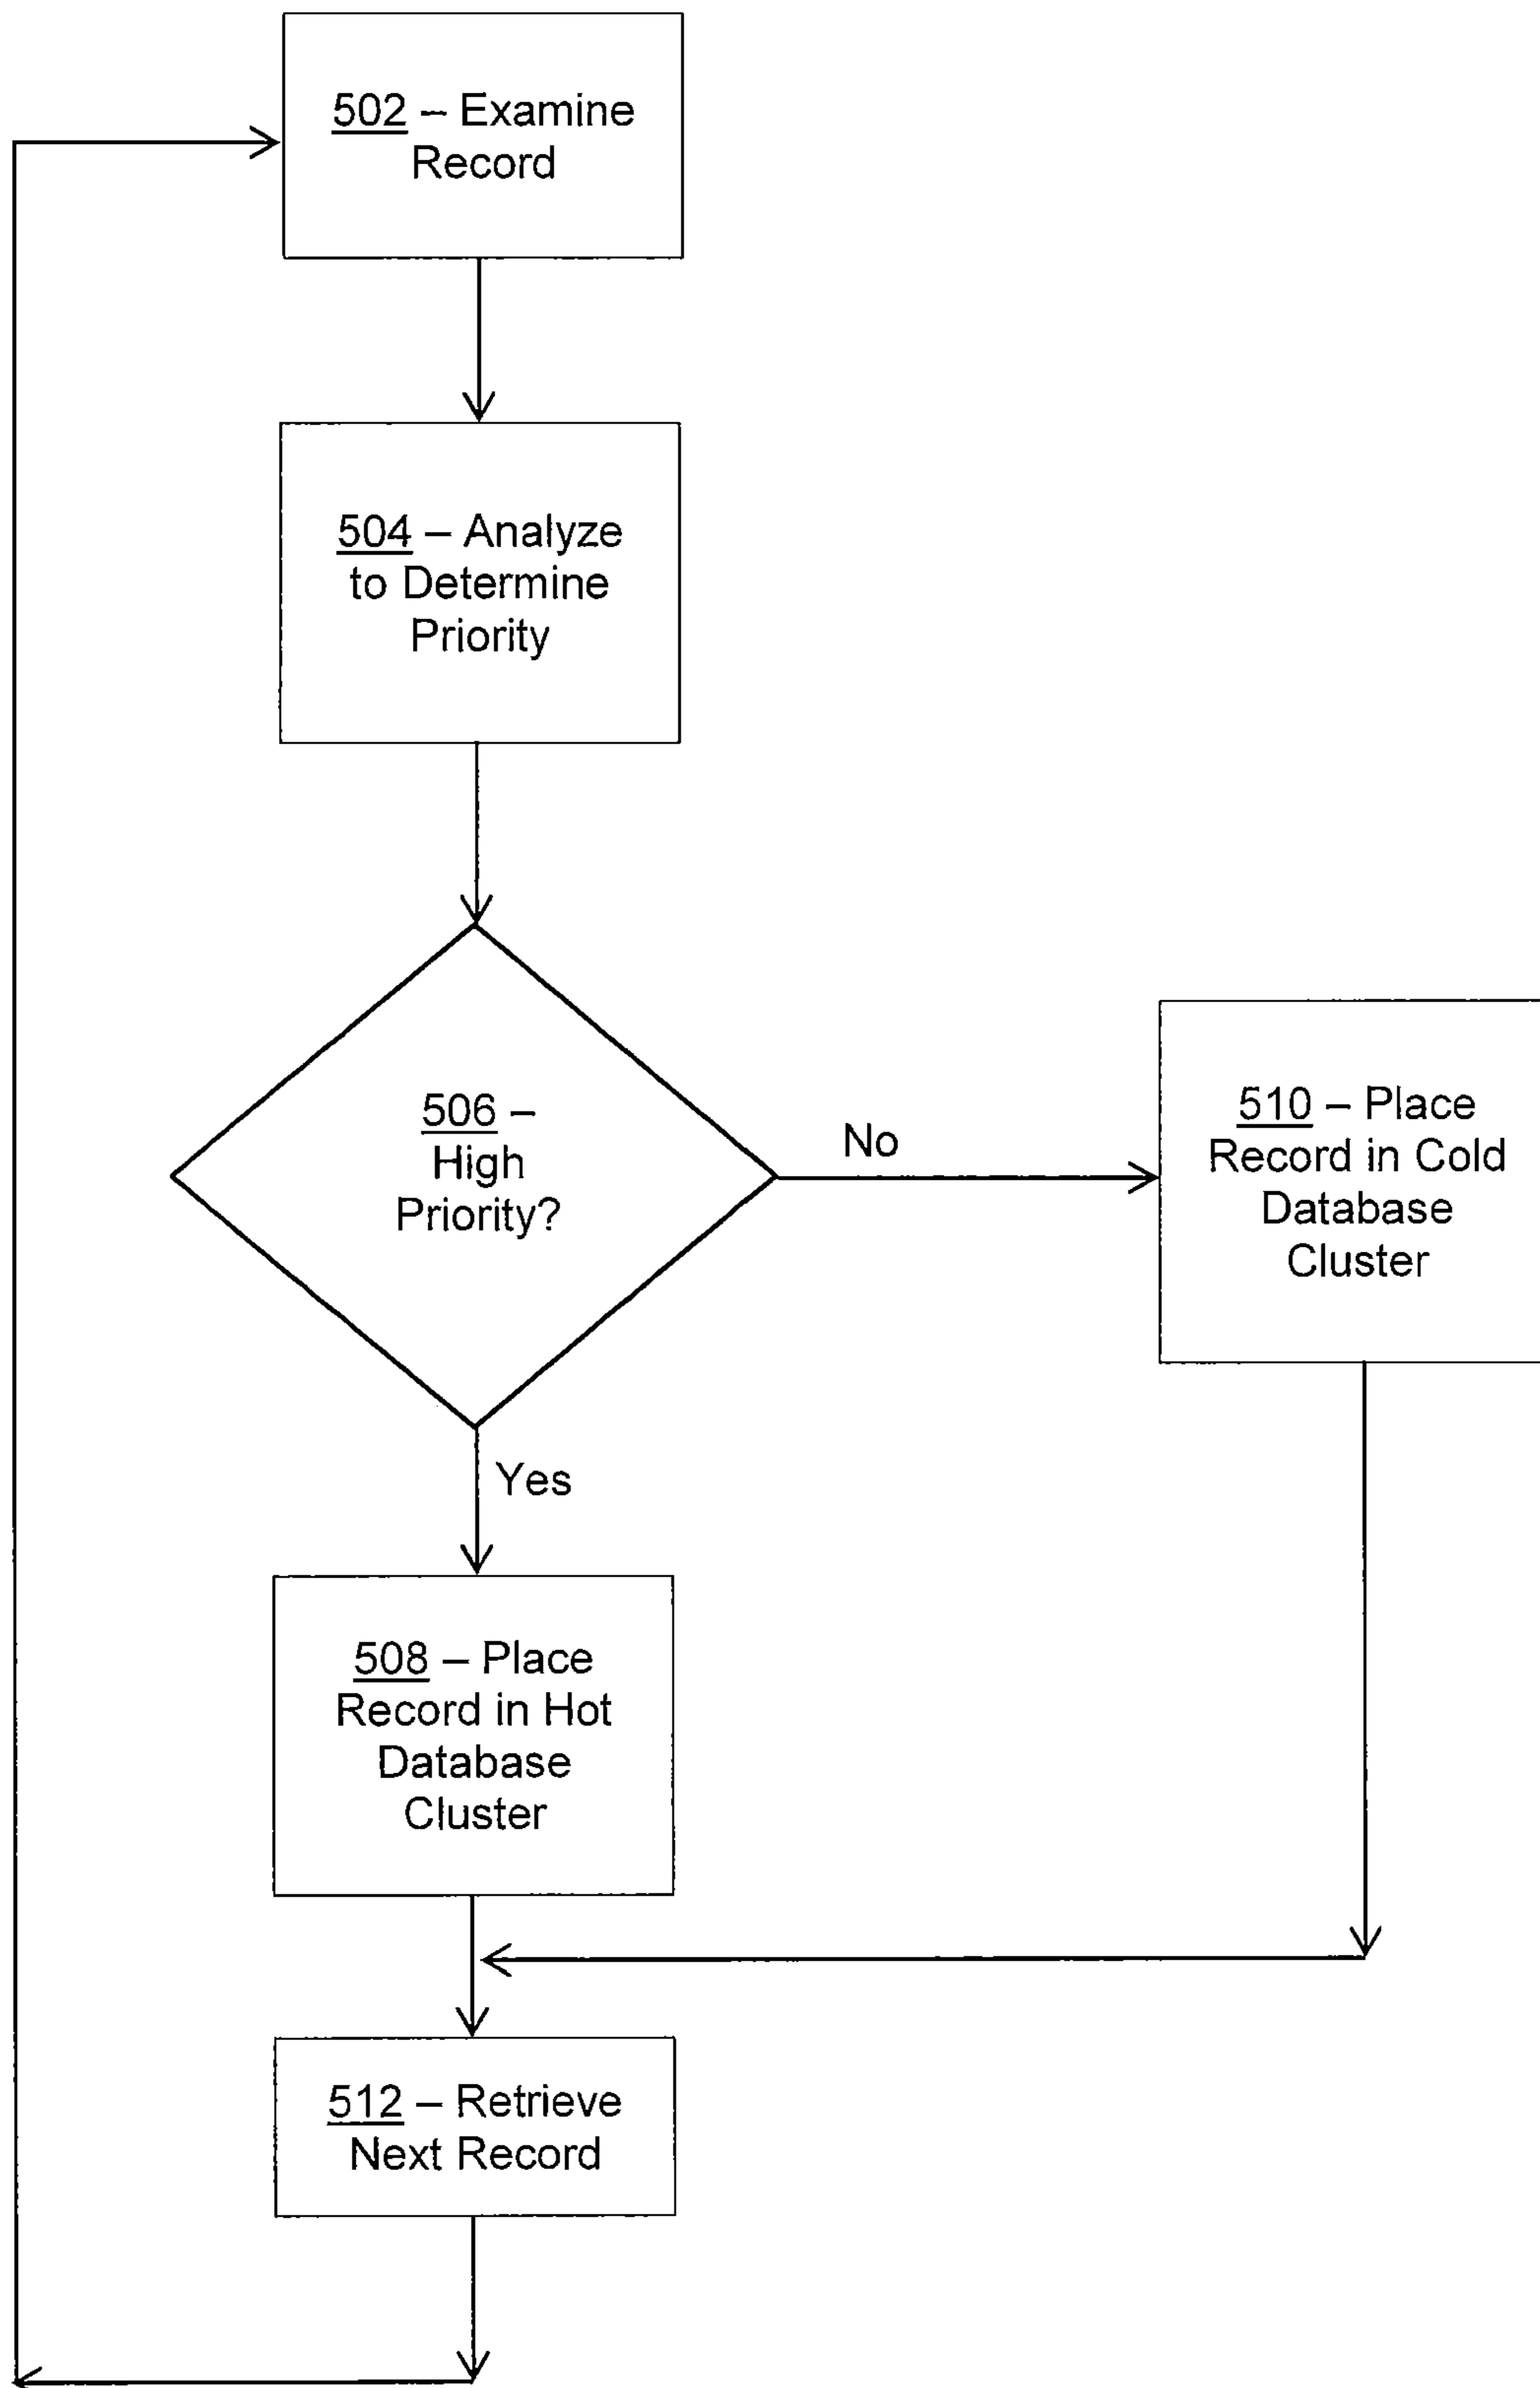 502 – Examine
Record
504 – Analyze
to Determine
Priority
506 –
High
Priority?
No
510 – Place
Record in Cold
Database
Cluster
Yes
508 – Place
Record in Hot
Database
Cluster
512 – Retrieve
Next Record